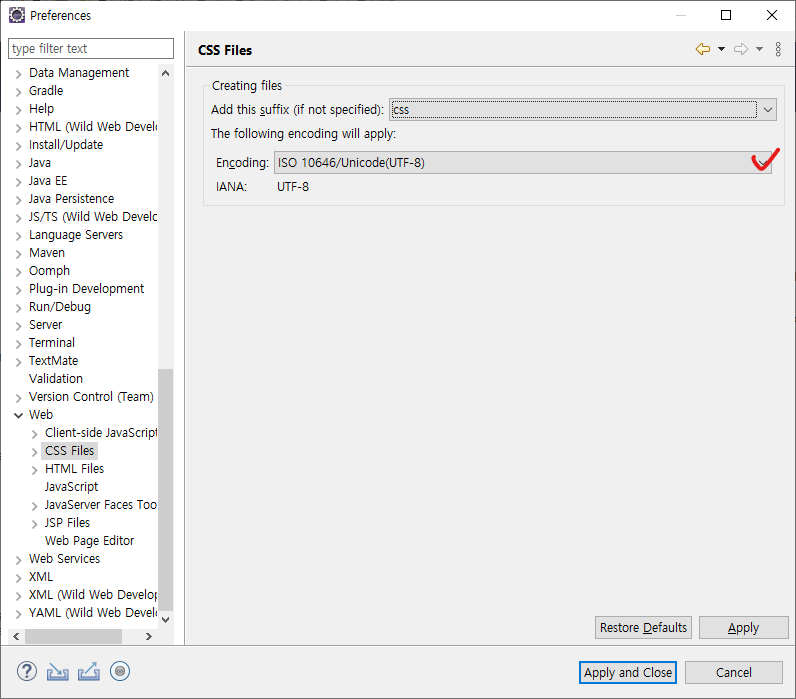 Preferences
type filter text
Data Management
Gradle
Help
HTML (Wild Web Develo
Install/Update
Java
Java EE
Java Persistence
JS/TS (Wild Web Develo
Language Servers
Maven
Oomph
Plug-in Development
Run/Debug
Server
Terminal
TextMate
Validation
Version Control (Team)
Web
Client-side JavaScript
CSS Files
HTML Files
JavaScript
JavaServer Faces Too
JSP Files
Web Page Editor
Web Services
XML
XML (Wild Web Develop
YAML (Wild Web Develo
CSS Files
Creating files
Add this suffix (if not specified): css
The following encoding will apply:
Encoding: ISO 10646/Unicode(UTF-8)
IANA: UTF-8
Restore Defaults Apply
? Apply and Close Cancel